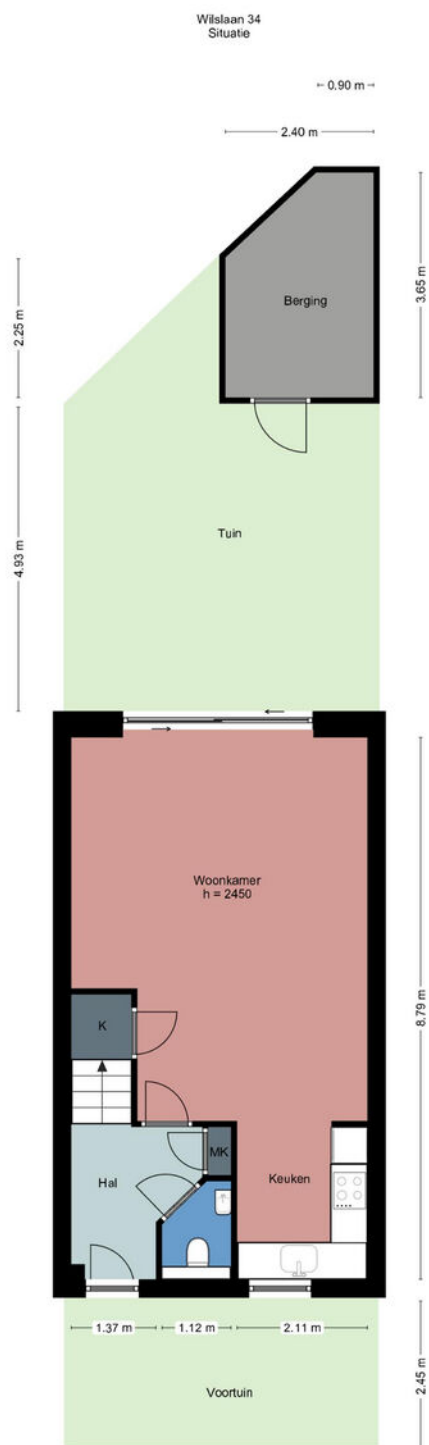 Wilslaan 34
Situatie
0.90 m
2.40 m
3.65 m
2.25 m
Berging
4.93 m
Tuin
Woonkamer
h = 2450
8.79 m
K
MK
Hal
Keuken
1.37 m
1.12 m
2.11 m
Voortuin
2.45 m